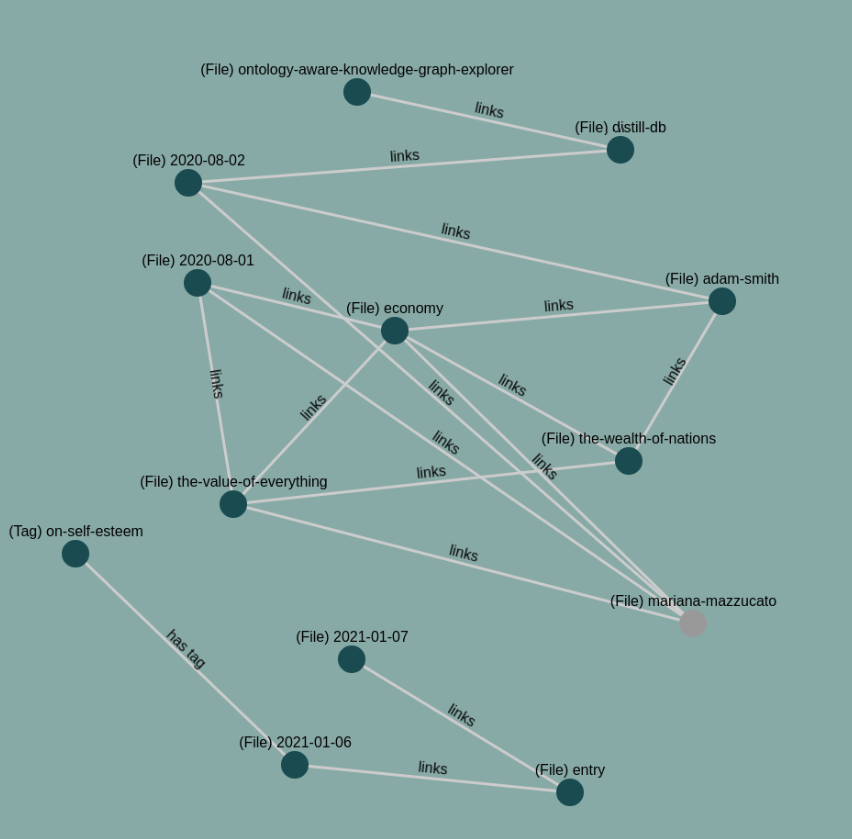 (File) ontology-aware-knowledge-graph-explorer
links
(File) distill-db
(File) 2020-08-02
links
links
(File) 2020-08-01
links
(File) economy
links
(File) adam-smith
links
links
links
links
links
links
(File) the-wealth-of-nations
links
links
(File) the-value-of-everything
links
(Tag) on-self-esteem
(File) mariana-mazzucato
has tag
(File) 2021-01-07
links
(File) 2021-01-06
links
(File) entry